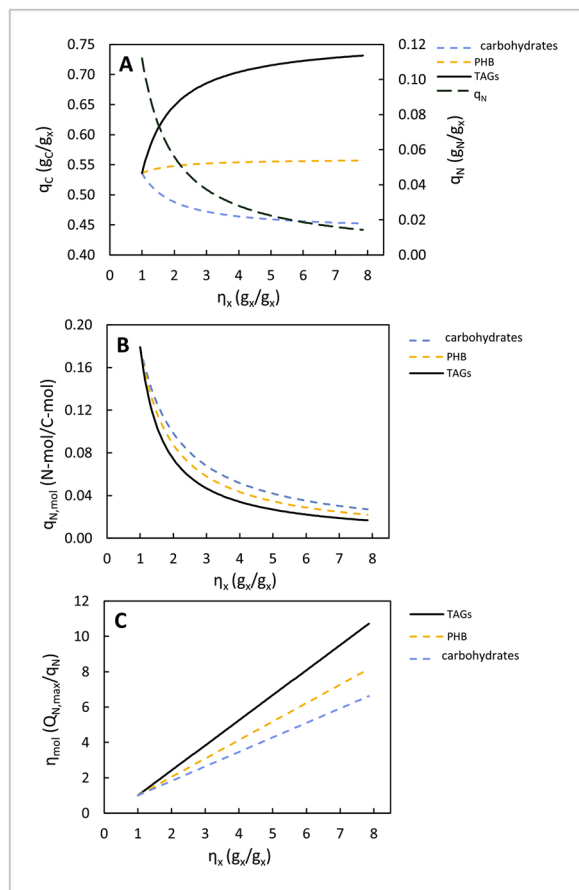 A
0.75
0.70
0.65
0.60
0.55
0.50
0.45
0.40
q_C (g_C/g_x)
0.12
0.10
0.08
0.06
0.04
0.02
0.00
q_N (g_N/g_x)
0 1 2 3 4 5 6 7 8
η_x (g_x/g_x)
carbohydrates
PHB
TAGs
q_N
B
0.20
0.16
0.12
0.08
0.04
0.00
q_N,mol (N-mol/C-mol)
0 1 2 3 4 5 6 7 8
η_x (g_x/g_x)
carbohydrates
PHB
TAGs
C
12
10
8
6
4
2
0
η_mol (Q_N,max/q_N)
0 1 2 3 4 5 6 7 8
η_x (g_x/g_x)
TAGs
PHB
carbohydrates